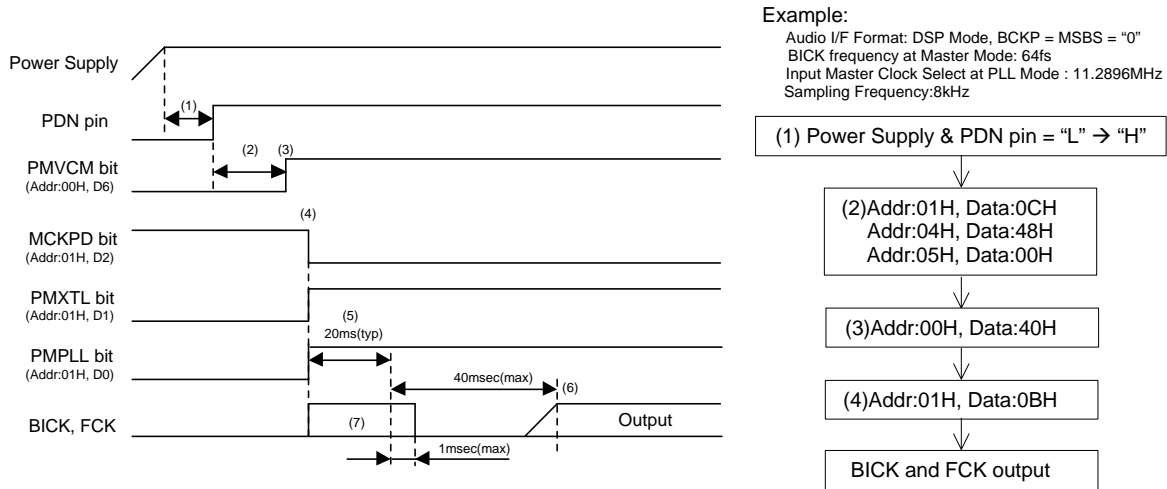 Power Supply
(1)
PDN pin
(2)
(3)
PMVCM bit
(Addr:00H, D6)
(4)
MCKPD bit
(Addr:01H, D2)
PMXTL bit
(Addr:01H, D1)
(5)
20ms(typ)
PMPLL bit
(Addr:01H, D0)
40msec(max)
(6)
BICK, FCK
(7)
Output
1msec(max)
Example:
Audio I/F Format: DSP Mode, BCKP = MSBS = “0”
BICK frequency at Master Mode: 64fs
Input Master Clock Select at PLL Mode : 11.2896MHz
Sampling Frequency:8kHz
(1) Power Supply & PDN pin = “L” → “H”
(2)Addr:01H, Data:0CH
Addr:04H, Data:48H
Addr:05H, Data:00H
(3)Addr:00H, Data:40H
(4)Addr:01H, Data:0BH
BICK and FCK output